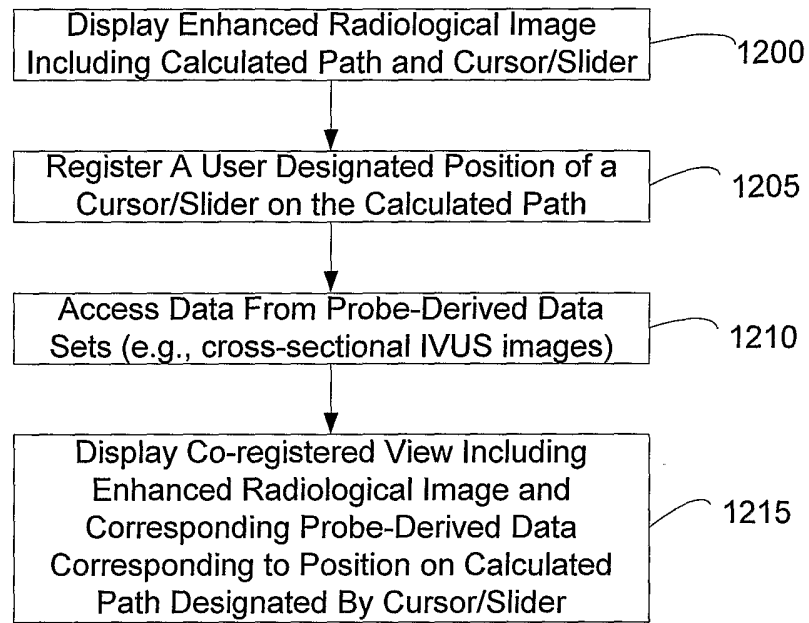 Display Enhanced Radiological Image
Including Calculated Path and Cursor/Slider
1200
Register A User Designated Position of a
Cursor/Slider on the Calculated Path
1205
Access Data From Probe-Derived Data
Sets (e.g., cross-sectional IVUS images)
1210
Display Co-registered View Including
Enhanced Radiological Image and
Corresponding Probe-Derived Data
Corresponding to Position on Calculated
Path Designated By Cursor/Slider
1215